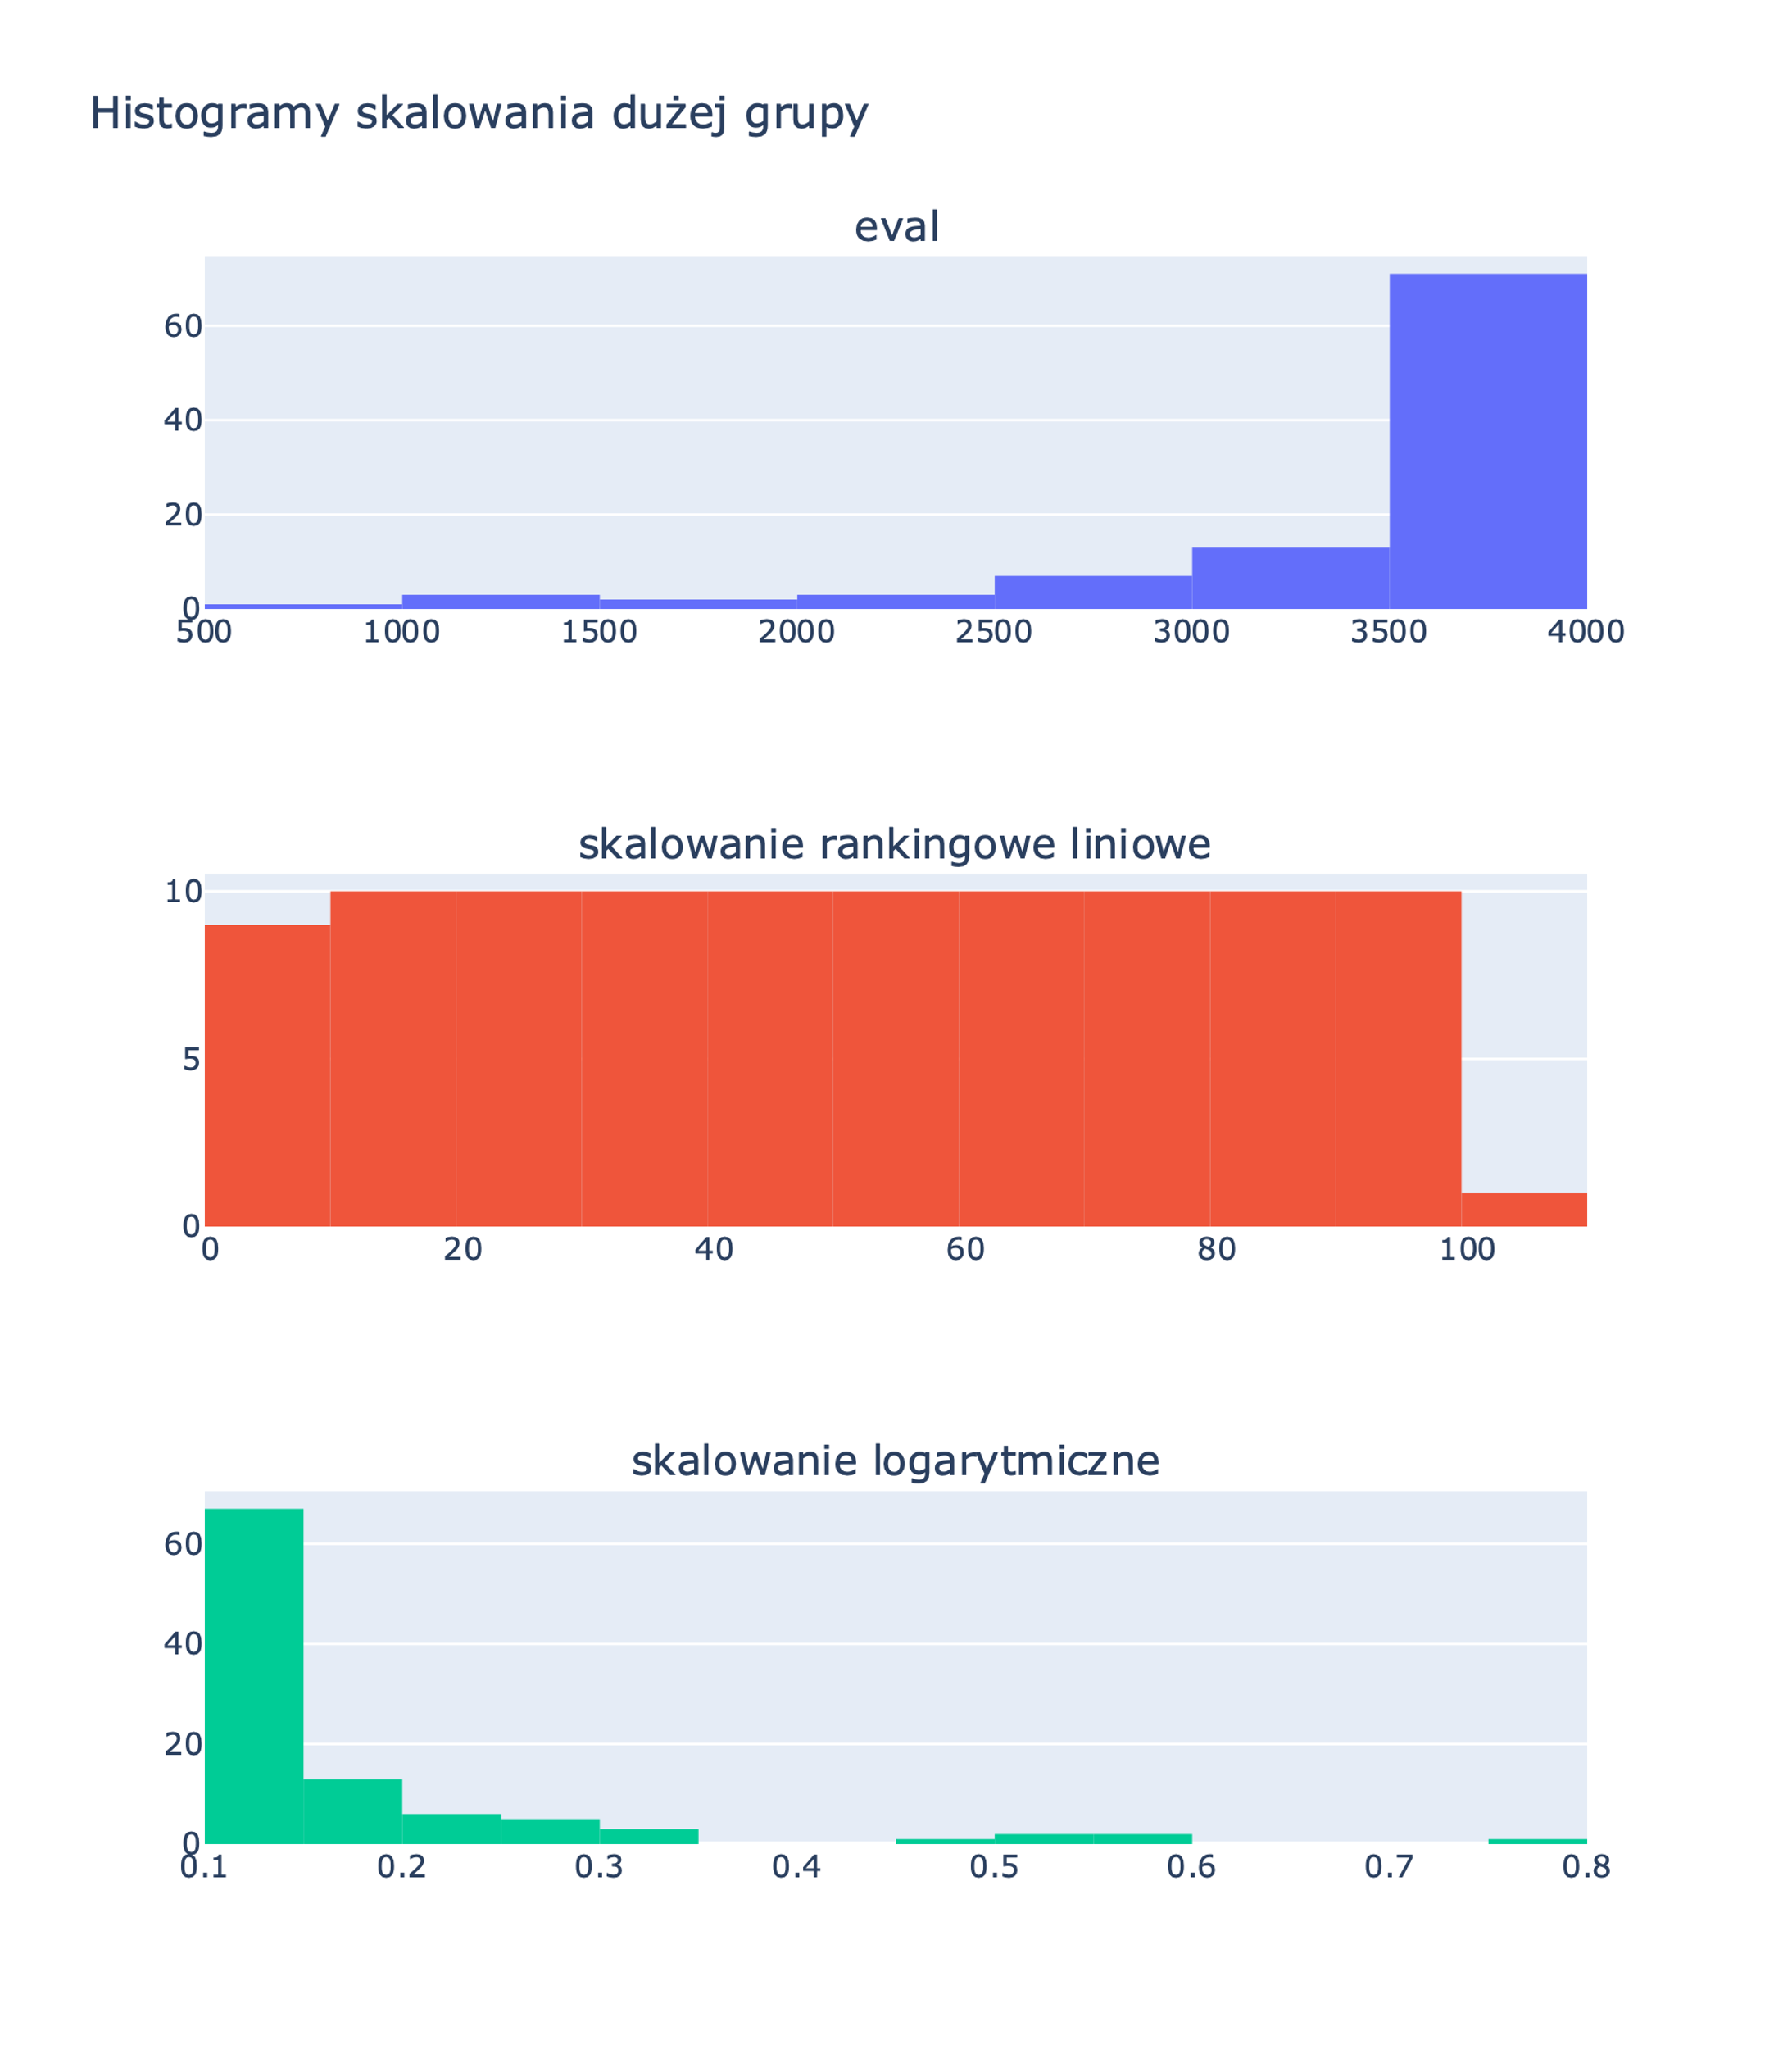 Histogramy skalowania dużej grupy
eval
60
40
20
0
500 1000 1500 2000 2500 3000 3500 4000
skalowanie rankingowe liniowe
10
5
0
0 20 40 60 80 100
skalowanie logarytmiczne
60
40
20
0
0.1 0.2 0.3 0.4 0.5 0.6 0.7 0.8